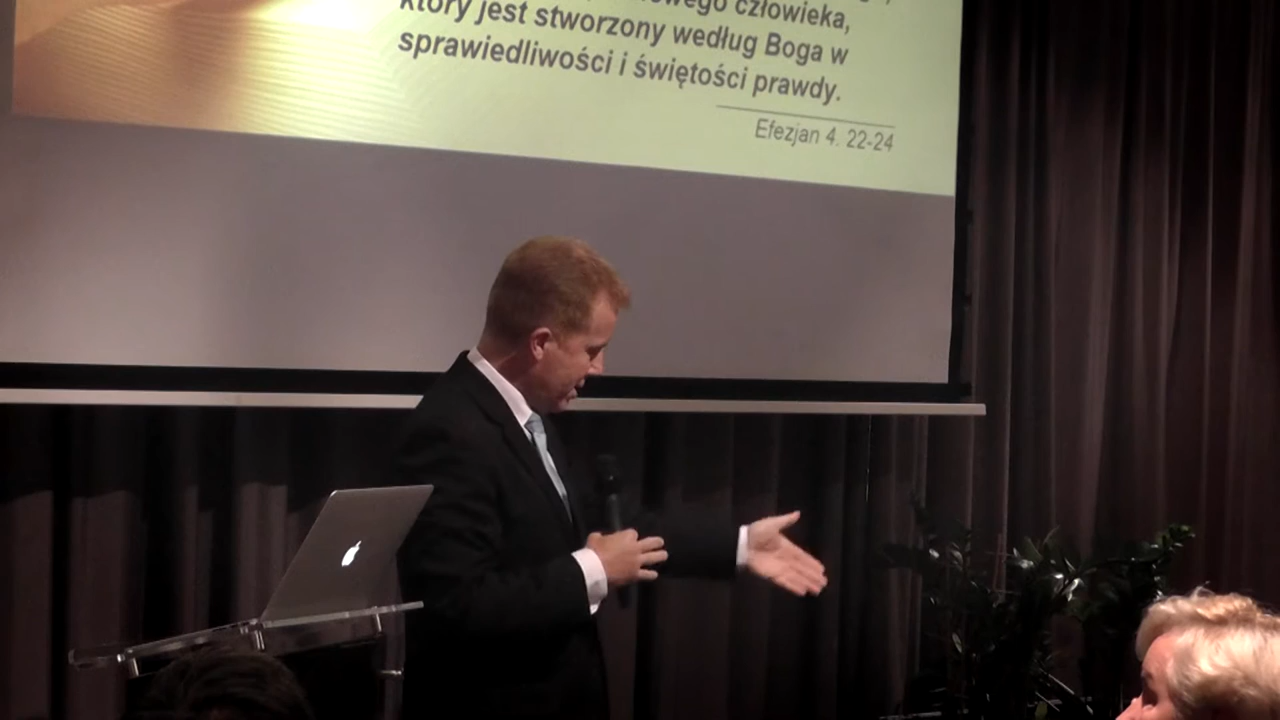 człowieka,
który jest stworzony według Boga w
sprawiedliwości i świętości prawdy.
Efezjan 4. 22-24